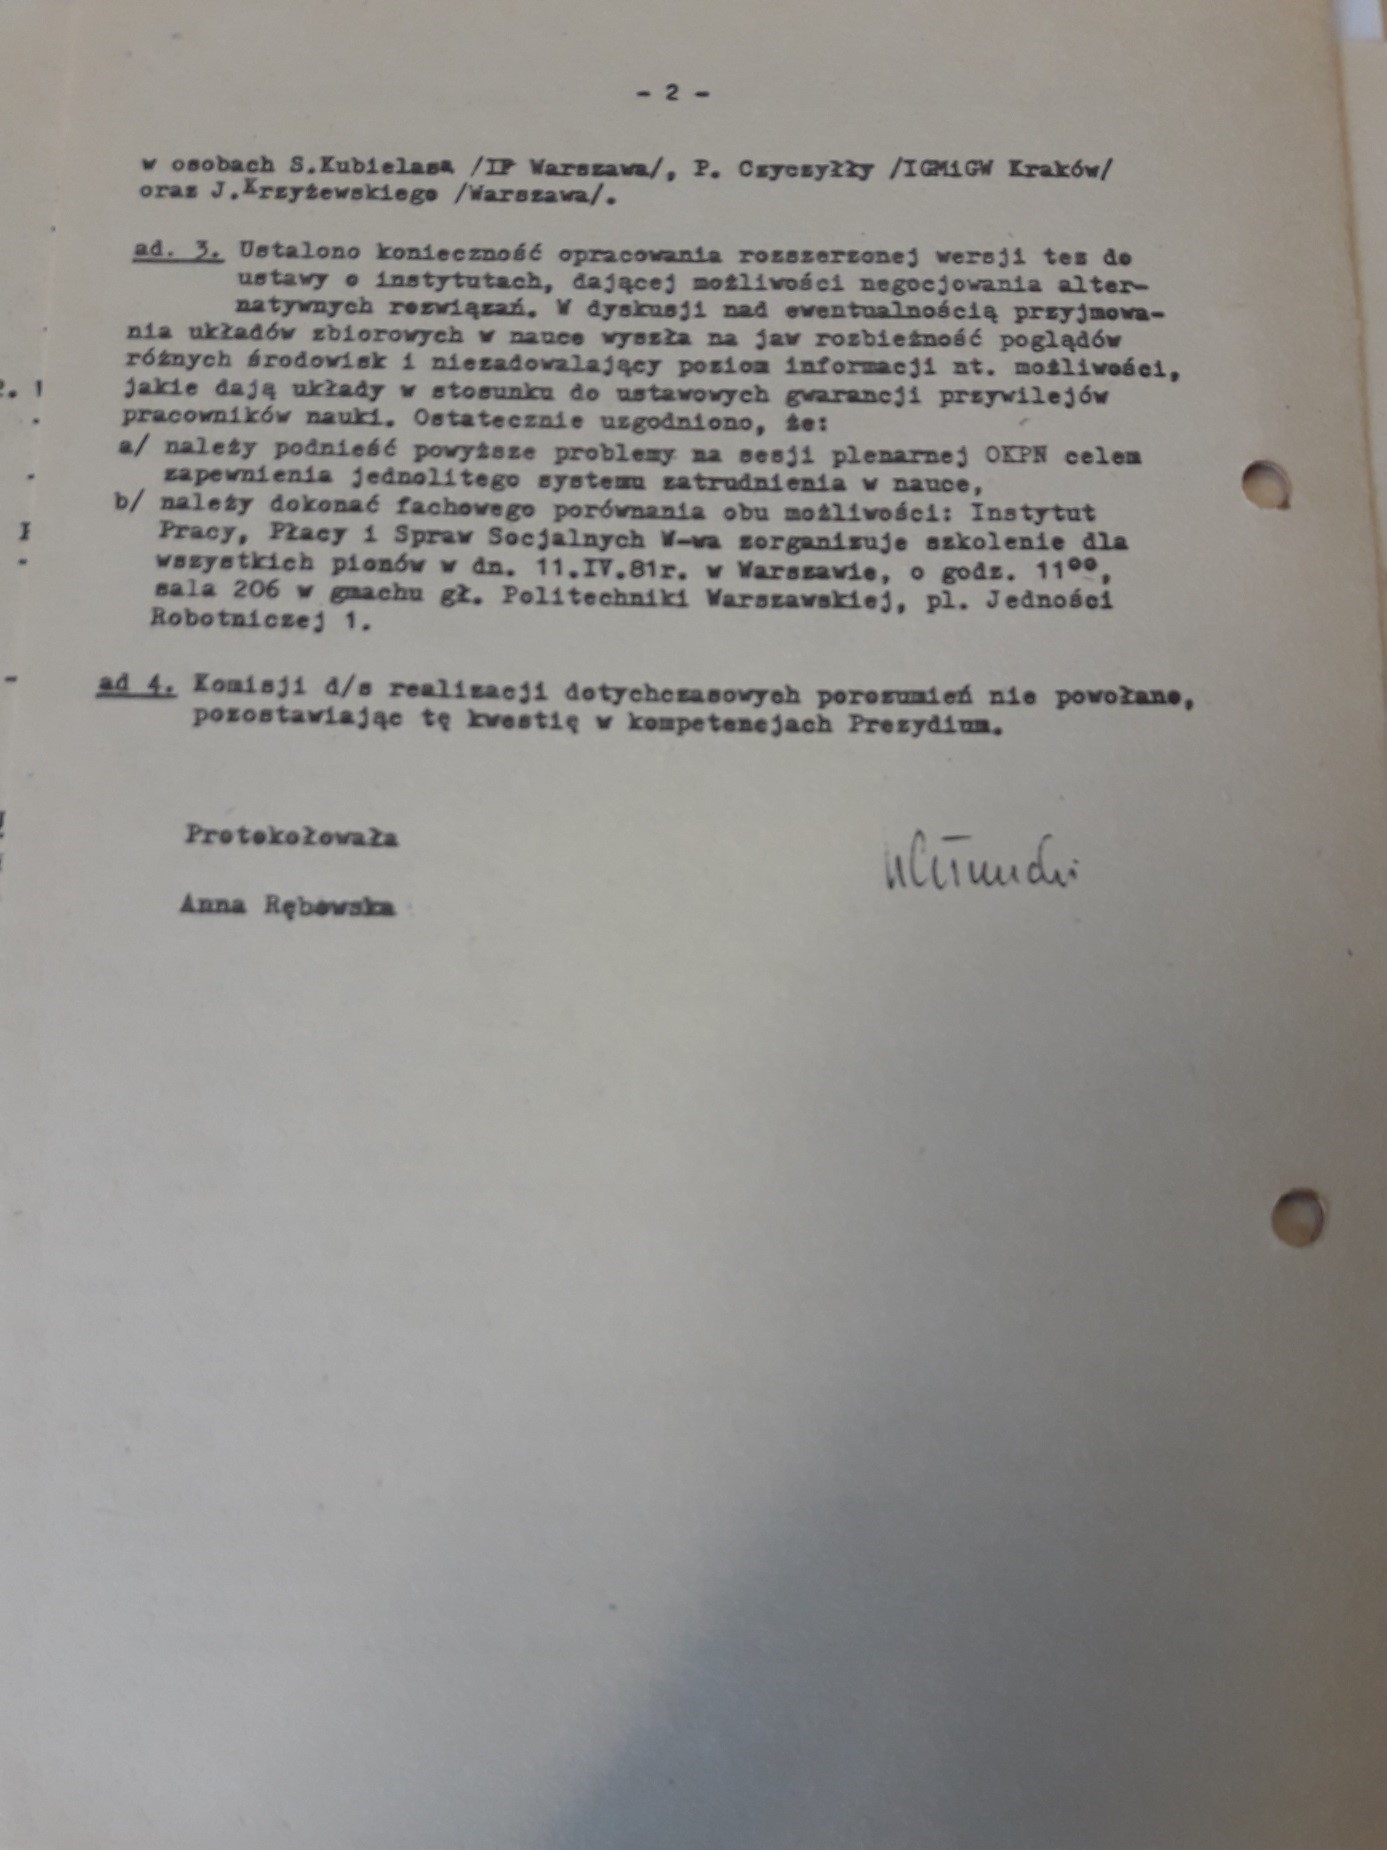 - 2 -
w osobach S.Kubielasa /IP Warszawa/, P. Czyczyłły /IGMiGW Kraków/
oraz J.Krzyżewskiego /Warszawa/.
ad. 3. Ustalono konieczność opracowania rozszerzonej wersji tez do
ustawy o instytutach, dającej możliwości negocjowania alter-
natywnych rozwiązań. W dyskusji nad ewentualnością przyjmowa-
nia układów zbiorowych w nauce wyszła na jaw rozbieżność poglądów
różnych środowisk i niezadowalający poziom informacji nt. możliwości,
jakie dają układy w stosunku do ustawowych gwarancji przywilejów
pracowników nauki. Ostatecznie uzgodniono, że:
a/ należy podnieść powyższe problemy na sesji plenarnej OKPN celem
zapewnienia jednolitego systemu zatrudnienia w nauce,
b/ należy dokonać fachowego porównania obu możliwości: Instytut
Pracy, Płacy i Spraw Socjalnych W-wa zorganizuje szkolenie dla
wszystkich pionów w dn. 11.IV.81r. w Warszawie, o godz. 11⁰⁰,
sala 206 w gmachu gł. Politechniki Warszawskiej, pl. Jedności
Robotniczej 1.
ad 4. Komisji d/s realizacji dotychczasowych porozumień nie powołano,
pozostawiając tę kwestię w kompetencjach Prezydium.
Protokołowała
Anna Rębowska